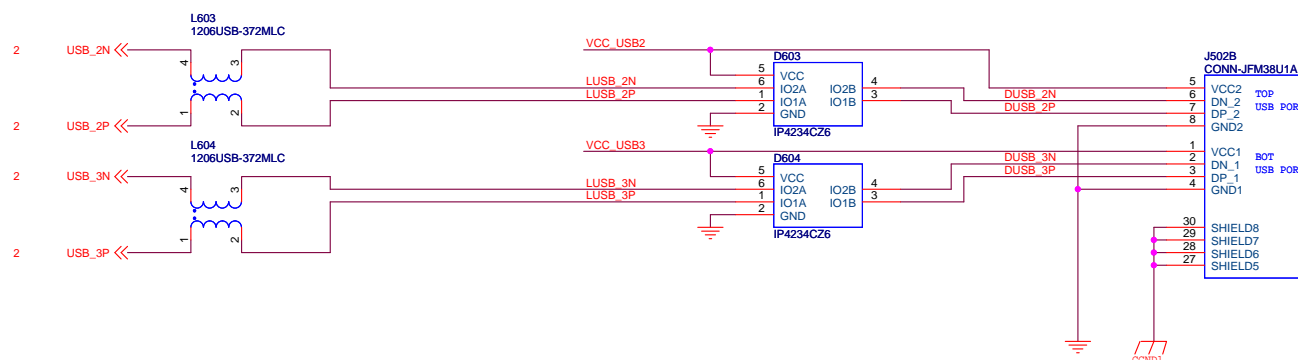 L603
1206USB-372MLC
2 USB_2N
4 3
1 2
2 USB_2P
LUSB_2N
LUSB_2P
VCC_USB2
D603
5 VCC
6 IO2A IO2B 4
1 IO1A IO1B 3
2 GND
IP4234CZ6
DUSB_2N
DUSB_2P
J502B
CONN-JFM38U1A
5 VCC2
6 DN_2
7 DP_2
8 GND2
TOP
USB POR
L604
1206USB-372MLC
2 USB_3N
4 3
1 2
2 USB_3P
LUSB_3N
LUSB_3P
VCC_USB3
D604
5 VCC
6 IO2A IO2B 4
1 IO1A IO1B 3
2 GND
IP4234CZ6
DUSB_3N
DUSB_3P
1 VCC1
2 DN_1
3 DP_1
4 GND1
BOT
USB POR
30 SHIELD8
29 SHIELD7
28 SHIELD6
27 SHIELD5